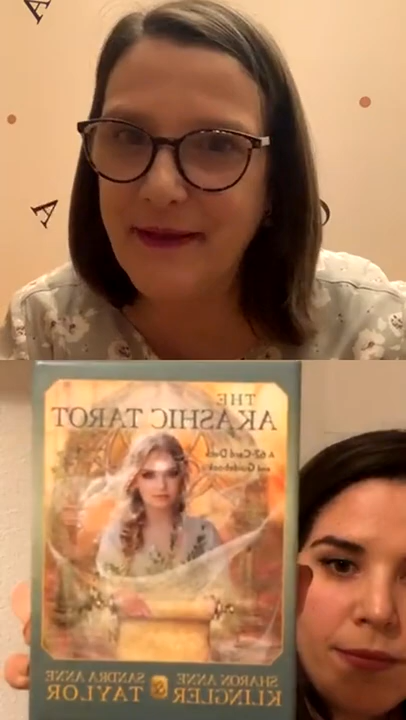 A
A
THE
AKASHIC TAROT
A 62-Card Deck
and Guidebook
SHARON ANNE
KLINGLER
&
SANDRA ANNE
TAYLOR